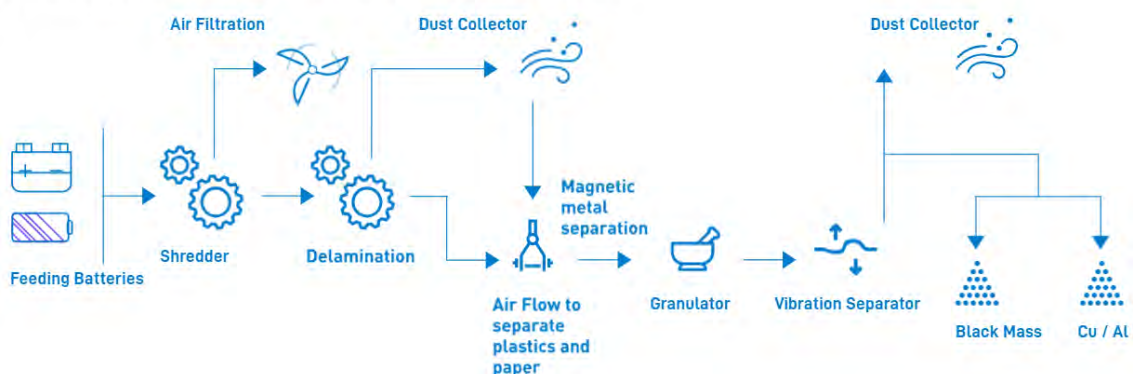 Air Filtration
Dust Collector
Dust Collector
Feeding Batteries
Shredder
Delamination
Magnetic
metal
separation
Air Flow to
separate
plastics and
paper
Granulator
Vibration Separator
Black Mass
Cu / Al